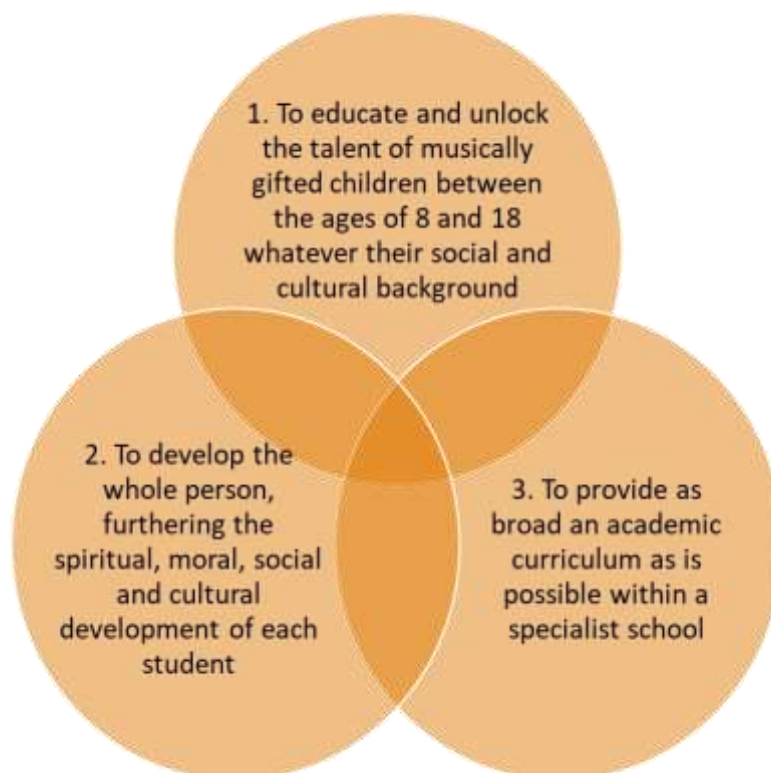 1. To educate and unlock
the talent of musically
gifted children between
the ages of 8 and 18
whatever their social and
cultural background
2. To develop the
whole person,
furthering the
spiritual, moral, social
and cultural
development of each
student
3. To provide as
broad an academic
curriculum as is
possible within a
specialist school